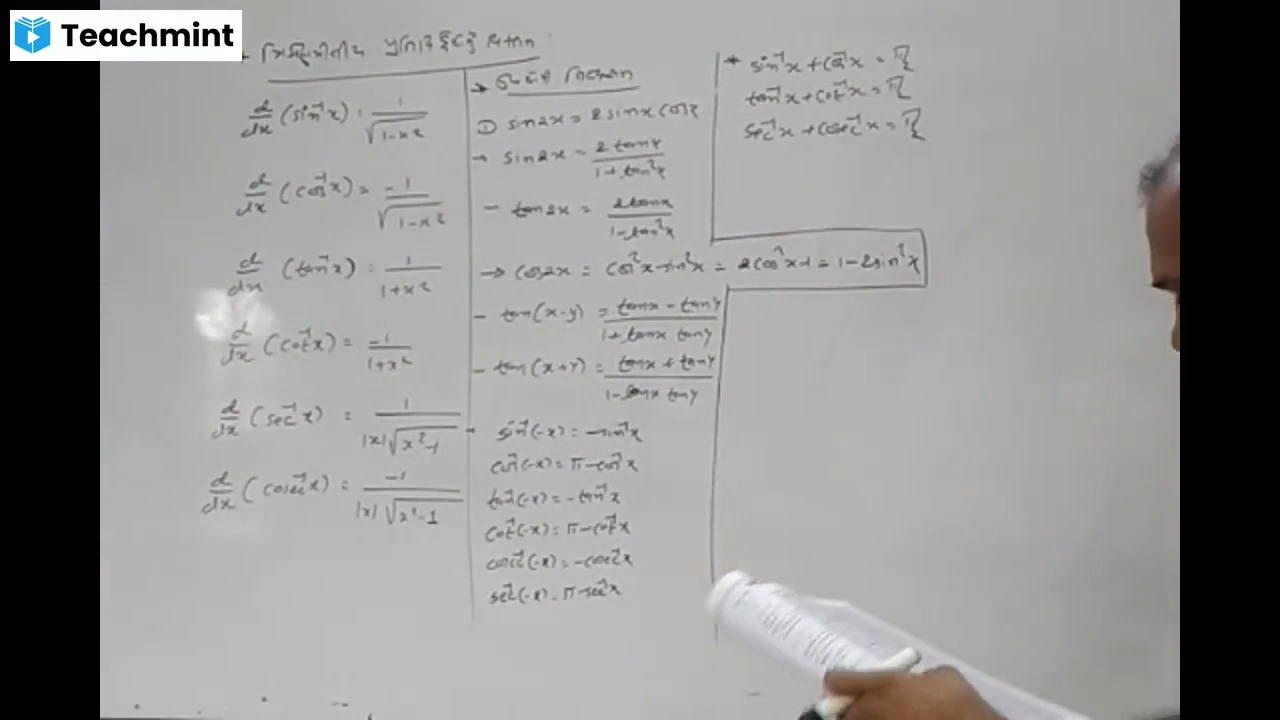 Teachmint
d/dx (sin⁻¹x) = 1/√(1-x²)
d/dx (cos⁻¹x) = -1/√(1-x²)
d/dx (tan⁻¹x) = 1/(1+x²)
d/dx (cot⁻¹x) = -1/(1+x²)
d/dx (sec⁻¹x) = 1/(|x|√(x²-1))
d/dx (cosec⁻¹x) = -1/(|x|√(x²-1))
① sin2x = 2 sinx cosx
→ sin2x = 2 tanx/(1+tan²x)
- tan2x = 2tanx/(1-tan²x)
→ cos2x = cos²x-sin²x = 2cos²x-1 = 1-2sin²x
- tan(x-y) = (tanx - tany)/(1+tanx tany)
- tan(x+y) = (tanx + tany)/(1-tanx tany)
sin⁻¹(-x) = -sin⁻¹x
cos⁻¹(-x) = π-cos⁻¹x
tan⁻¹(-x) = -tan⁻¹x
cot⁻¹(-x) = π-cot⁻¹x
cosec⁻¹(-x) = -cosec⁻¹x
sec⁻¹(-x) = π-sec⁻¹x
* sin⁻¹x + cos⁻¹x = π/2
tan⁻¹x + cot⁻¹x = π/2
sec⁻¹x + cosec⁻¹x = π/2